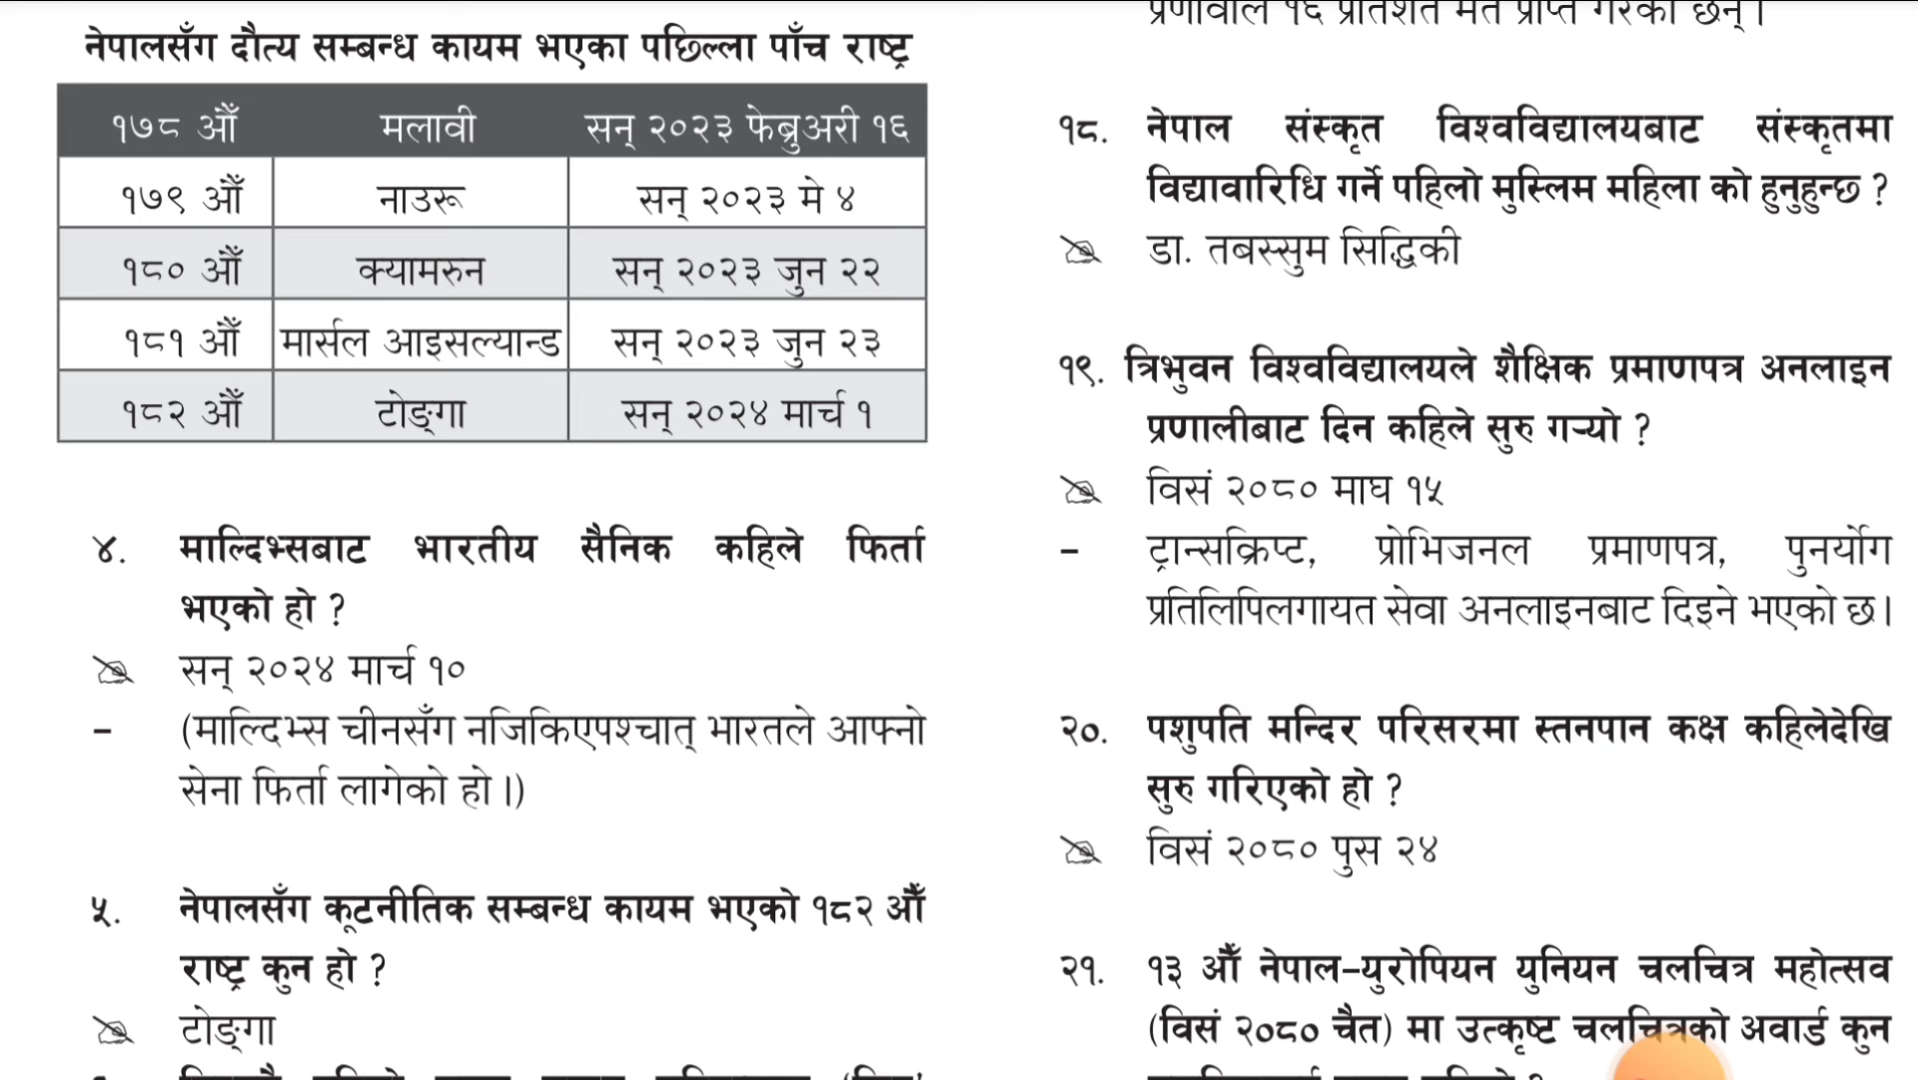 नेपालसँग दौत्य सम्बन्ध कायम भएका पछिल्ला पाँच राष्ट्र
१७८ औँ मलावी सन् २०२३ फेब्रुअरी १६
१७९ औँ नाउरू सन् २०२३ मे ४
१८० औँ क्यामरुन सन् २०२३ जुन २२
१८१ औँ मार्सल आइसल्यान्ड सन् २०२३ जुन २३
१८२ औँ टोङ्गा सन् २०२४ मार्च १
४. माल्दिभ्सबाट भारतीय सैनिक कहिले फिर्ता
भएको हो ?
सन् २०२४ मार्च १०
– (माल्दिभ्स चीनसँग नजिकिएपश्चात् भारतले आफ्नो
सेना फिर्ता लागेको हो ।)
५. नेपालसँग कूटनीतिक सम्बन्ध कायम भएको १८२ औँ
राष्ट्र कुन हो ?
टोङ्गा
प्रणालि १६ प्रतिशत मत प्राप्त गरेका छन् ।
१८. नेपाल संस्कृत विश्वविद्यालयबाट संस्कृतमा
विद्यावारिधि गर्ने पहिलो मुस्लिम महिला को हुनुहुन्छ ?
डा. तबस्सुम सिद्धिकी
१९. त्रिभुवन विश्वविद्यालयले शैक्षिक प्रमाणपत्र अनलाइन
प्रणालीबाट दिन कहिले सुरु गऱ्यो ?
विसं २०८० माघ १५
– ट्रान्सक्रिप्ट, प्रोभिजनल प्रमाणपत्र, पुनर्योग
प्रतिलिपिलगायत सेवा अनलाइनबाट दिइने भएको छ ।
२०. पशुपति मन्दिर परिसरमा स्तनपान कक्ष कहिलेदेखि
सुरु गरिएको हो ?
विसं २०८० पुस २४
२१. १३ औँ नेपाल–युरोपियन युनियन चलचित्र महोत्सव
(विसं २०८० चैत) मा उत्कृष्ट चलचित्रको अवार्ड कुन